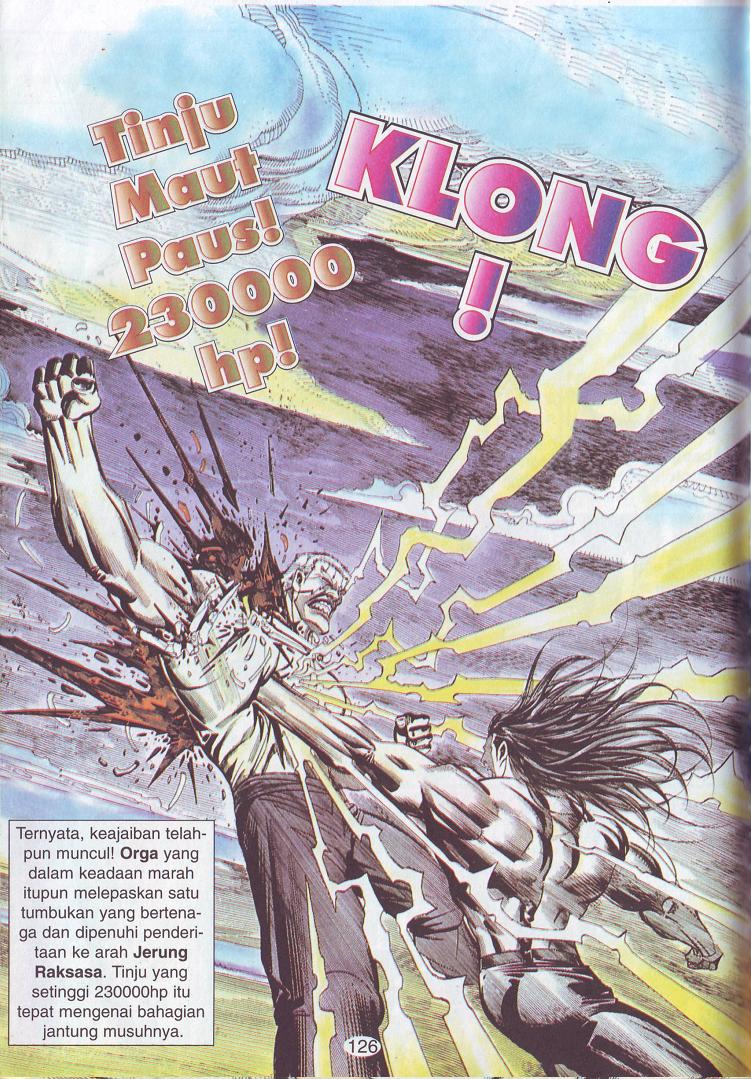 Tinju
Maut
Paus!
230000
hp!
KLONG
!
Ternyata, keajaiban telah-
pun muncul! Orga yang
dalam keadaan marah
itupun melepaskan satu
tumbukan yang bertena-
ga dan dipenuhi penderi-
taan ke arah Jerung
Raksasa. Tinju yang
setinggi 230000hp itu
tepat mengenai bahagian
jantung musuhnya.
126